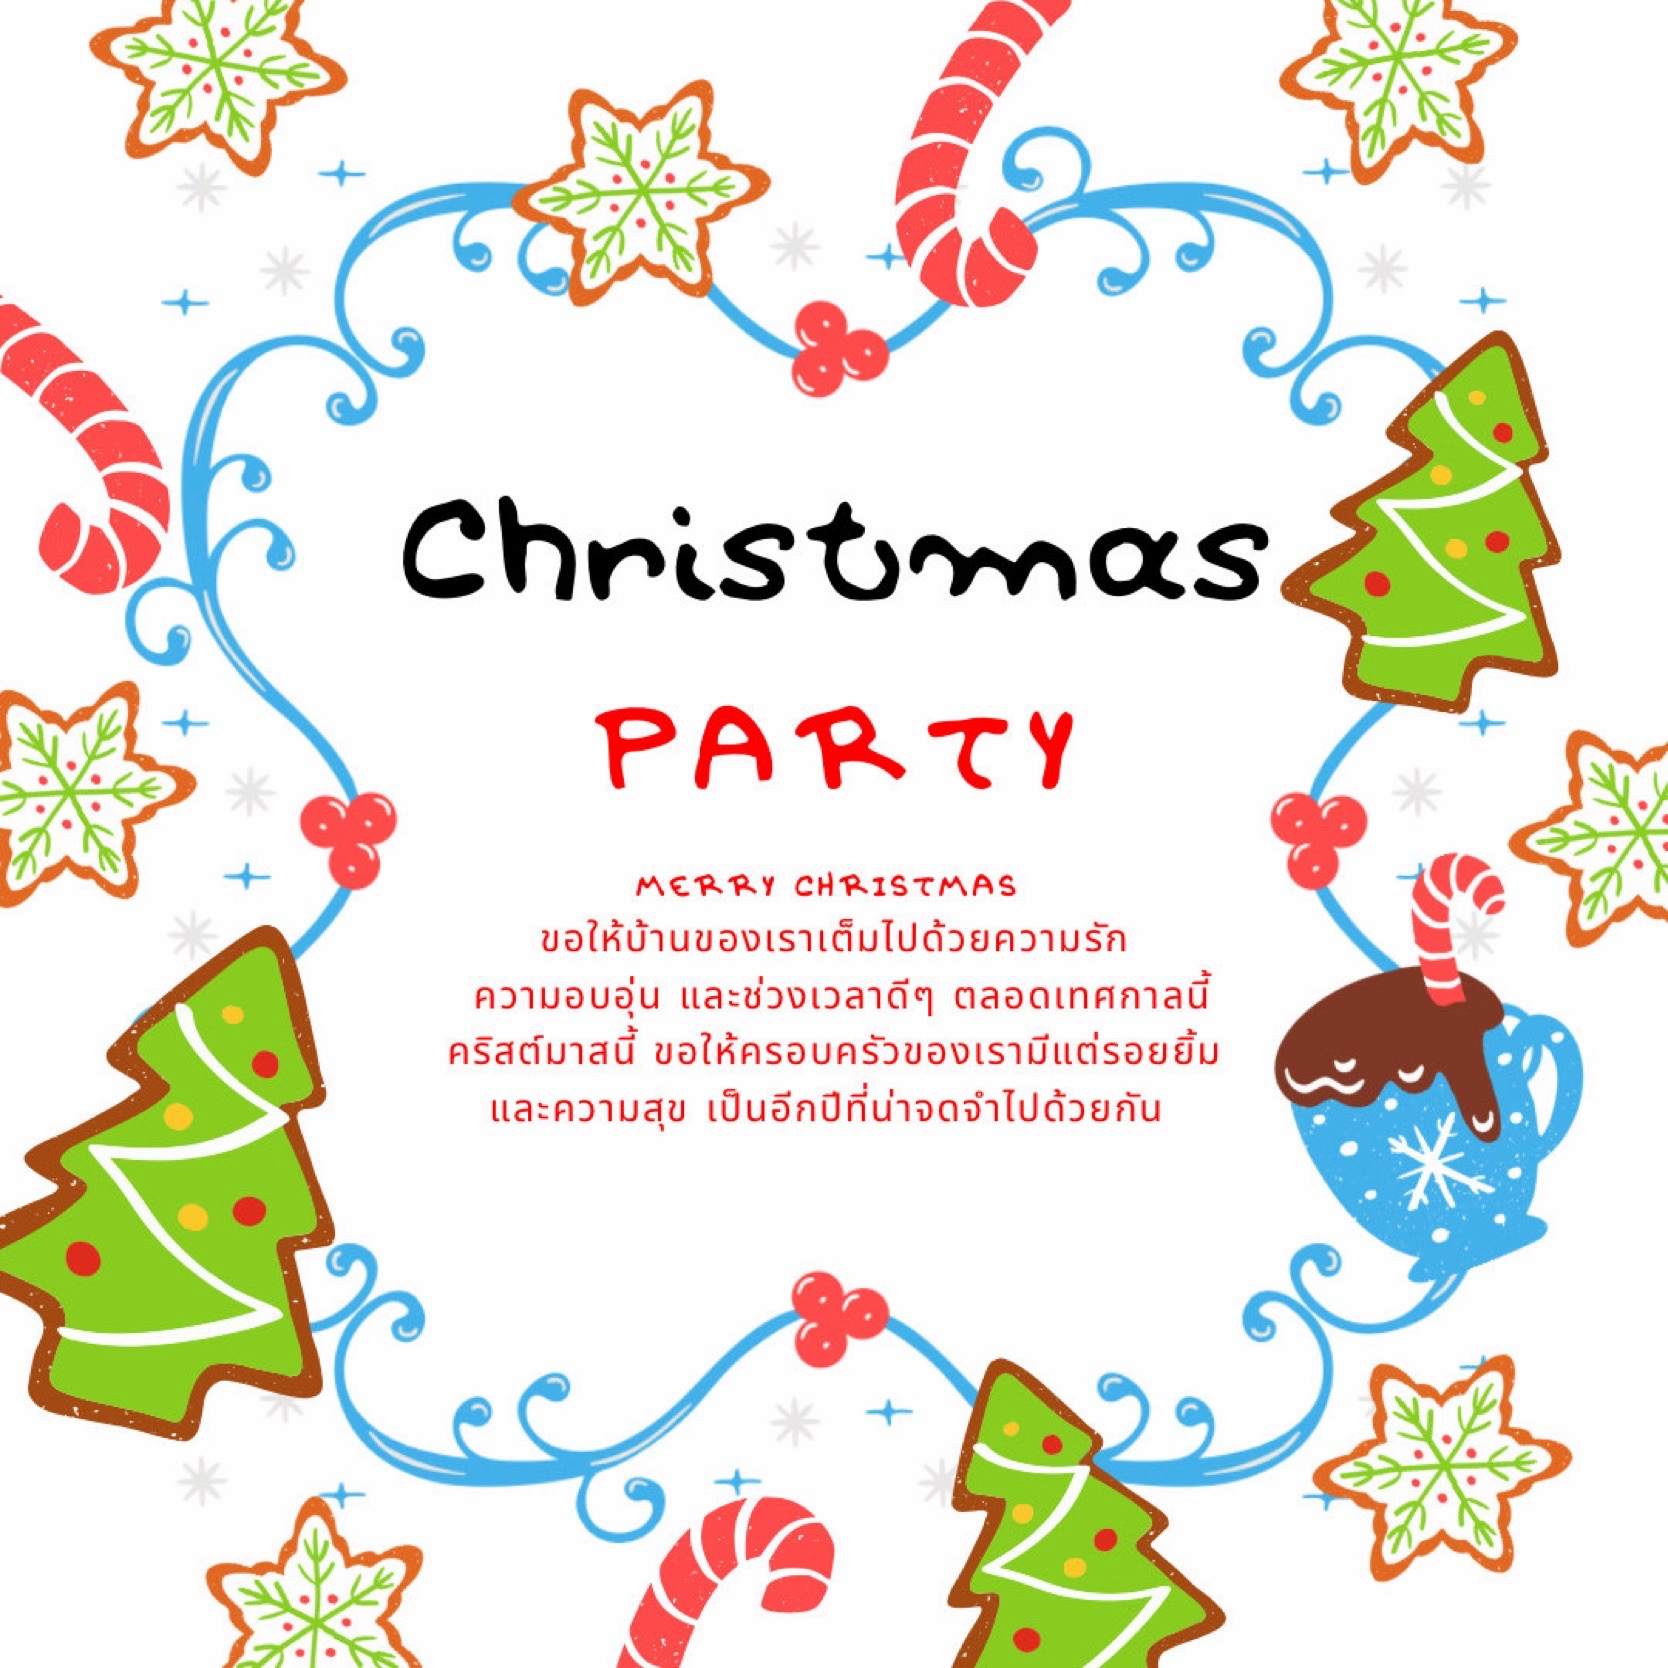 Christmas
PARTY
MERRY CHRISTMAS
ขอให้บ้านของเราเต็มไปด้วยความรัก
ความอบอุ่น และช่วงเวลาดีๆ ตลอดเทศกาลนี้
คริสต์มาสนี้ ขอให้ครอบครัวของเรามีแต่รอยยิ้ม
และความสุข เป็นอีกปีที่น่าจดจำไปด้วยกัน